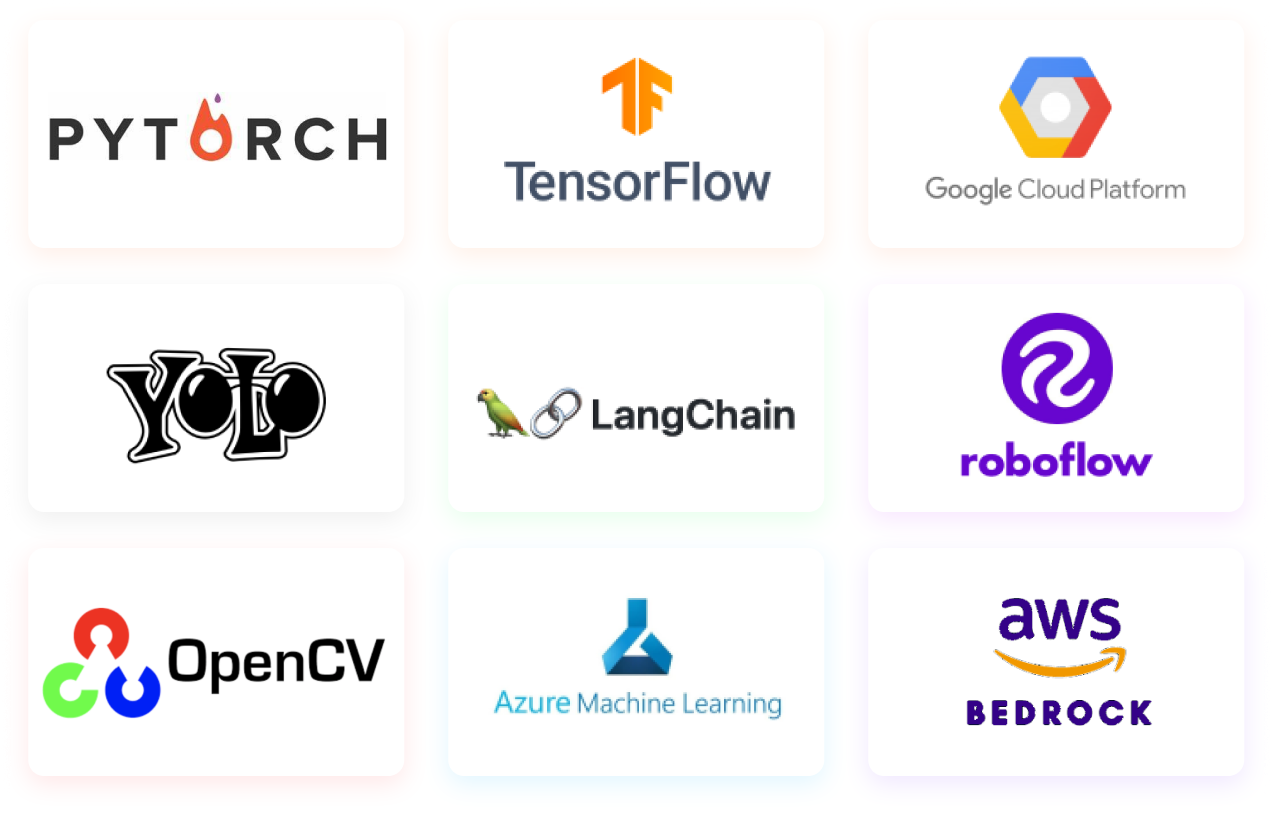 PYTORCH
TensorFlow
Google Cloud Platform
YOLO
LangChain
roboflow
OpenCV
Azure Machine Learning
aws
BEDROCK